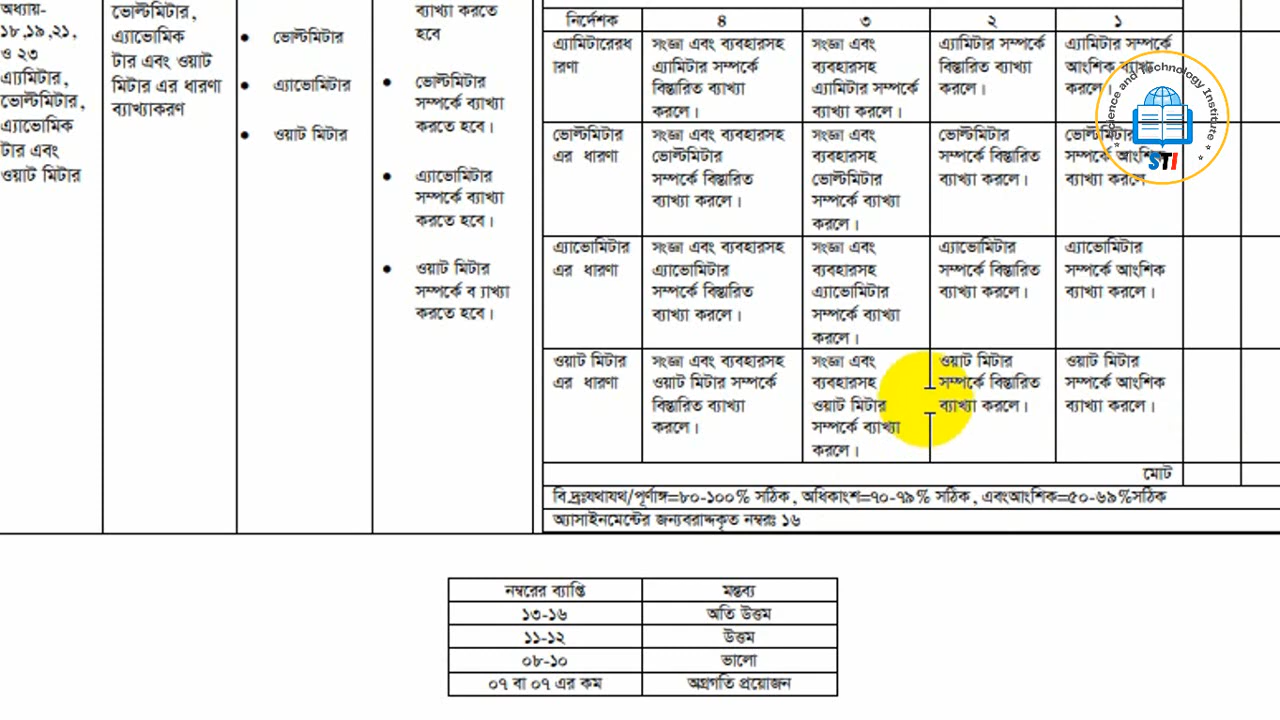 অধ্যায়-
১৮,১৯,২১,
ও ২৩
এ্যমিটার,
ভোল্টমিটার,
এ্যাভোমিক
টার এবং
ওয়াট মিটার
ভোল্টমিটার,
এ্যাভোমিক
টার এবং ওয়াট
মিটার এর ধারণা
ব্যাখ্যাকরণ
ভোল্টমিটার
এ্যাভোমিটার
ওয়াট মিটার
ব্যাখ্যা করতে
হবে
ভোল্টমিটার
সম্পর্কে ব্যাখ্যা
করতে হবে।
এ্যাভোমিটার
সম্পর্কে ব্যাখ্যা
করতে হবে।
ওয়াট মিটার
সম্পর্কে ব ্যাখ্যা
করতে হবে।
নির্দেশক
৪
৩
২
১
এ্যামিটারেরধ
ারণা
সংজ্ঞা এবং ব্যবহারসহ
এ্যামিটার সম্পর্কে
বিস্তারিত ব্যাখ্যা
করলে।
সংজ্ঞা এবং
ব্যবহারসহ
এ্যামিটার সম্পর্কে
ব্যাখ্যা করলে।
এ্যামিটার সম্পর্কে
বিস্তারিত ব্যাখ্যা
করলে।
এ্যামিটার সম্পর্কে
আংশিক ব্যাখ্যা
করলে।
ভোল্টমিটার
এর ধারণা
সংজ্ঞা এবং ব্যবহারসহ
ভোল্টমিটার
সম্পর্কে বিস্তারিত
ব্যাখ্যা করলে।
সংজ্ঞা এবং
ব্যবহারসহ
ভোল্টমিটার
সম্পর্কে ব্যাখ্যা
করলে।
ভোল্টমিটার
সম্পর্কে বিস্তারিত
ব্যাখ্যা করলে।
ভোল্টমিটার
সম্পর্কে আংশিক
ব্যাখ্যা করলে
এ্যাভোমিটার
এর ধারণা
সংজ্ঞা এবং ব্যবহারসহ
এ্যাভোমিটার
সম্পর্কে বিস্তারিত
ব্যাখ্যা করলে।
সংজ্ঞা এবং
ব্যবহারসহ
এ্যাভোমিটার
সম্পর্কে ব্যাখ্যা
করলে।
এ্যাভোমিটার
সম্পর্কে বিস্তারিত
ব্যাখ্যা করলে।
এ্যাভোমিটার
সম্পর্কে আংশিক
ব্যাখ্যা করলে।
ওয়াট মিটার
এর ধারণা
সংজ্ঞা এবং ব্যবহারসহ
ওয়াট মিটার সম্পর্কে
বিস্তারিত ব্যাখ্যা
করলে।
সংজ্ঞা এবং
ব্যবহারসহ
ওয়াট মিটার
সম্পর্কে ব্যাখ্যা
করলে।
ওয়াট মিটার
সম্পর্কে বিস্তারিত
ব্যাখ্যা করলে।
ওয়াট মিটার
সম্পর্কে আংশিক
ব্যাখ্যা করলে।
মোট
বি.দ্রঃযথাযথ/পূর্ণাঙ্গ=৮০-১০০% সঠিক, অধিকাংশ=৭০-৭৯% সঠিক, এবংআংশিক=৫০-৬৯%সঠিক
অ্যাসাইনমেন্টের জন্যবরাদ্দকৃত নম্বরঃ ১৬
নম্বরের ব্যাপ্তি
মন্তব্য
১৩-১৬
অতি উত্তম
১১-১২
উত্তম
০৮-১০
ভালো
০৭ বা ০৭ এর কম
অগ্রগতি প্রয়োজন
Science and Technology Institute
STI